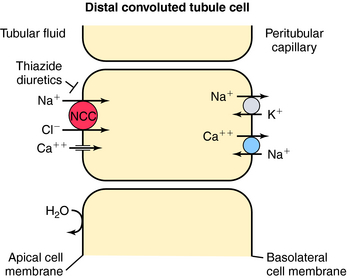 Distal convoluted tubule cell
Tubular fluid
Peritubular
capillary
Thiazide
diuretics
Na⁺
NCC
Cl⁻
Ca⁺⁺
Na⁺
K⁺
Ca⁺⁺
Na⁺
H₂O
Apical cell
membrane
Basolateral
cell membrane